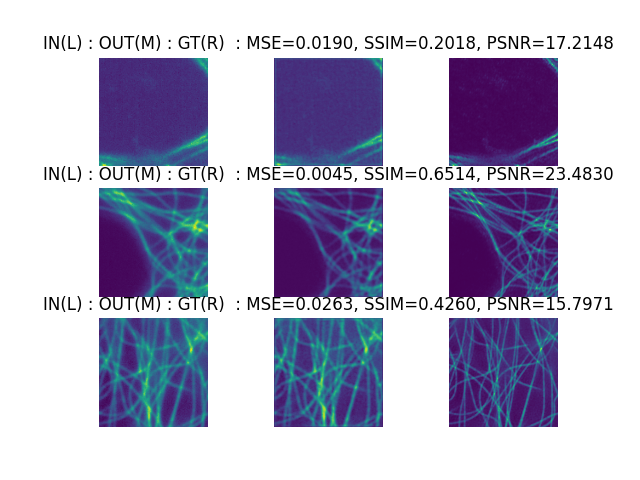 IN(L) : OUT(M) : GT(R)  : MSE=0.0190, SSIM=0.2018, PSNR=17.2148
IN(L) : OUT(M) : GT(R)  : MSE=0.0045, SSIM=0.6514, PSNR=23.4830
IN(L) : OUT(M) : GT(R)  : MSE=0.0263, SSIM=0.4260, PSNR=15.7971